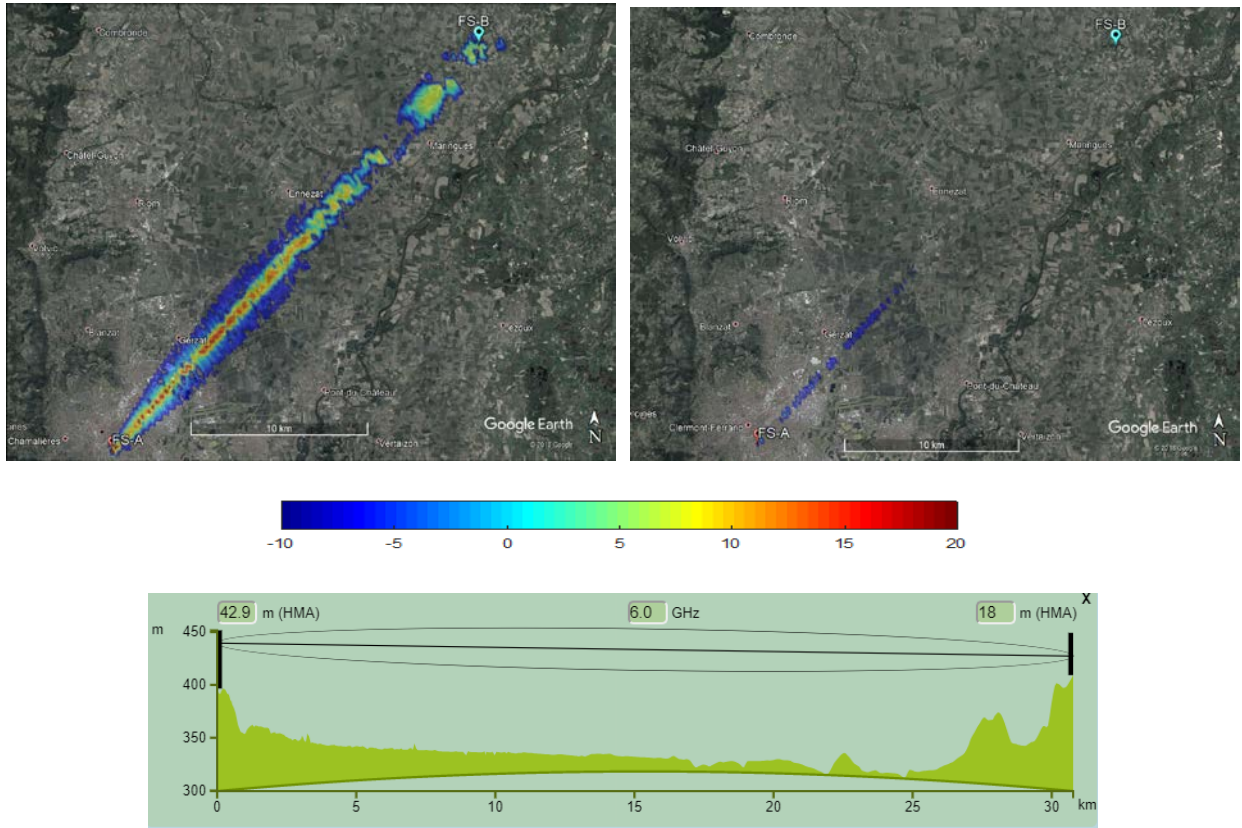 FS-B
Combronde
Châtel-Guyon
Maringues
Ennezat
Riom
Volvic
Blanzat
Gerzat
Lezoux
Pont-du-Château
Chamalières
FS-A
10 km
Vertaizon
Google Earth
N
FS-B
Combronde
Châtel-Guyon
Maringues
Ennezat
Riom
Volvic
Blanzat
Gerzat
Lezoux
Pont-du-Château
Clermont-Ferrand
FS-A
10 km
Vertaizon
Google Earth
N
-10 -5 0 5 10 15 20
X
42.9 m (HMA) 6.0 GHz 18 m (HMA)
m
450
400
350
300
0 5 10 15 20 25 30 km